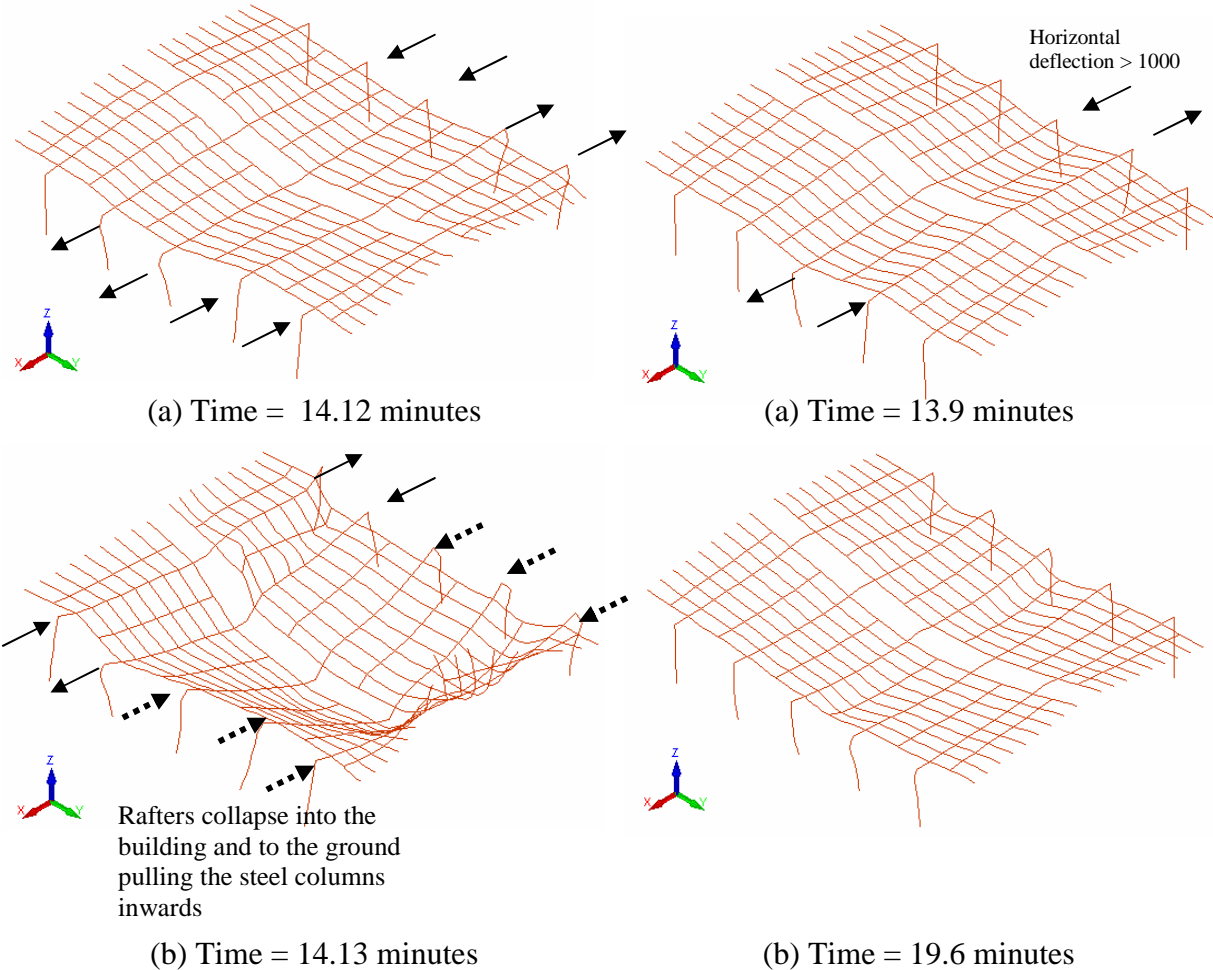 Horizontal
deflection > 1000
Z
X
Y
Z
X
Y
(a) Time =  14.12 minutes
(a) Time = 13.9 minutes
Z
X
Y
Z
X
Y
Rafters collapse into the
building and to the ground
pulling the steel columns
inwards
(b) Time = 14.13 minutes
(b) Time = 19.6 minutes